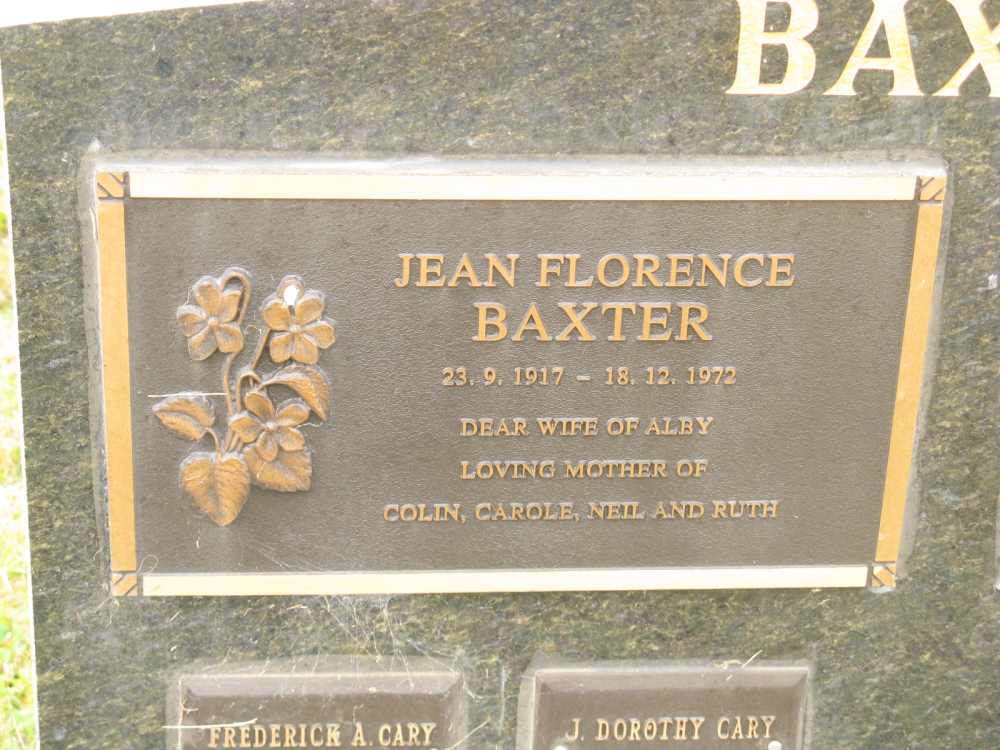 BAX
JEAN FLORENCE
BAXTER
23. 9. 1917 – 18. 12. 1972
DEAR WIFE OF ALBY
LOVING MOTHER OF
COLIN, CAROLE, NEIL AND RUTH
FREDERICK A. CARY
J. DOROTHY CARY